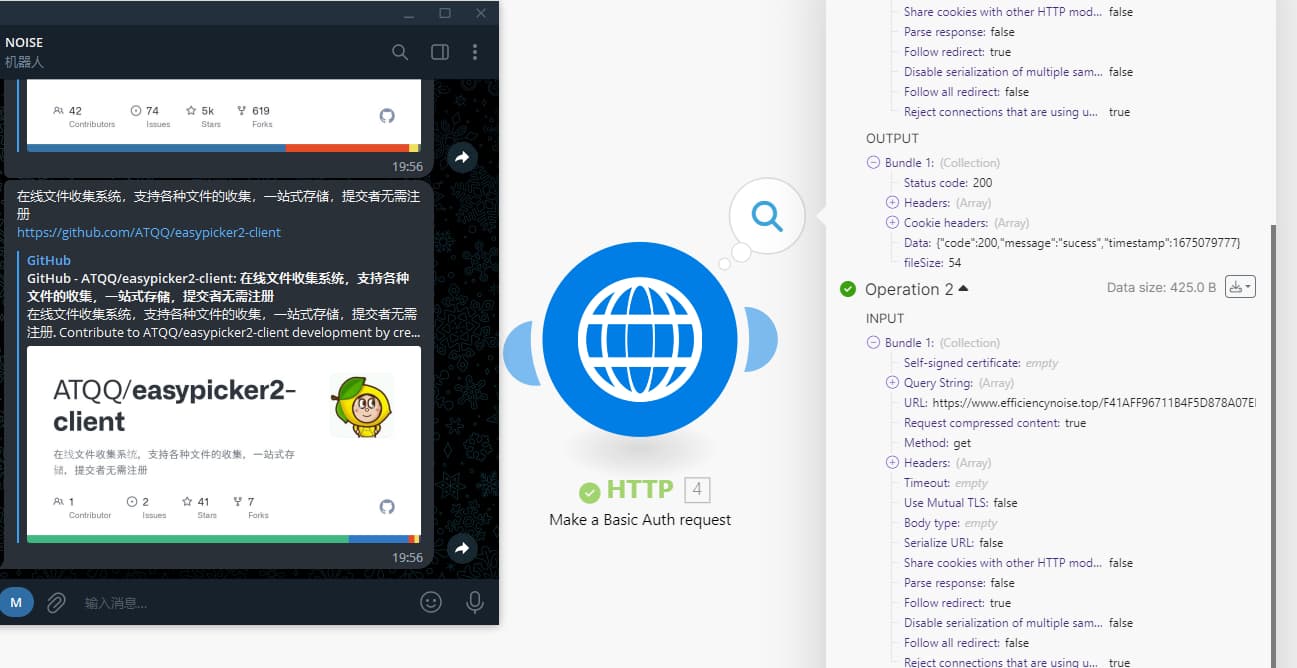 NOISE
机器人
42
Contributors
74
Issues
5k
Stars
619
Forks
19:56
在线文件收集系统，支持各种文件的收集，一站式存储，提交者无需注
册
https://github.com/ATQQ/easypicker2-client
GitHub
GitHub - ATQQ/easypicker2-client: 在线文件收集系统，支持各种
文件的收集，一站式存储，提交者无需注册
在线文件收集系统，支持各种文件的收集，一站式存储，提交者无需
注册. Contribute to ATQQ/easypicker2-client development by cre...
ATQQ/easypicker2-
client
在线文件收集系统，支持各种文件的收集，一站式存
储，提交者无需注册
1
Contributor
2
Issues
41
Stars
7
Forks
19:56
M
输入消息...
HTTP 4
Make a Basic Auth request
Share cookies with other HTTP mod... false
Parse response: false
Follow redirect: true
Disable serialization of multiple sam... false
Follow all redirect: false
Reject connections that are using u... true
OUTPUT
Bundle 1: (Collection)
Status code: 200
Headers: (Array)
Cookie headers: (Array)
Data: {"code":200,"message":"sucess","timestamp":1675079777}
fileSize: 54
Operation 2
Data size: 425.0 B
INPUT
Bundle 1: (Collection)
Self-signed certificate: empty
Query String: (Array)
URL: https://www.efficiencynoise.top/F41AFF96711B4F5D878A07E
Request compressed content: true
Method: get
Headers: (Array)
Timeout: empty
Use Mutual TLS: false
Body type: empty
Serialize URL: false
Share cookies with other HTTP mod... false
Parse response: false
Follow redirect: true
Disable serialization of multiple sam... false
Follow all redirect: false
Reject connections that are using u... true